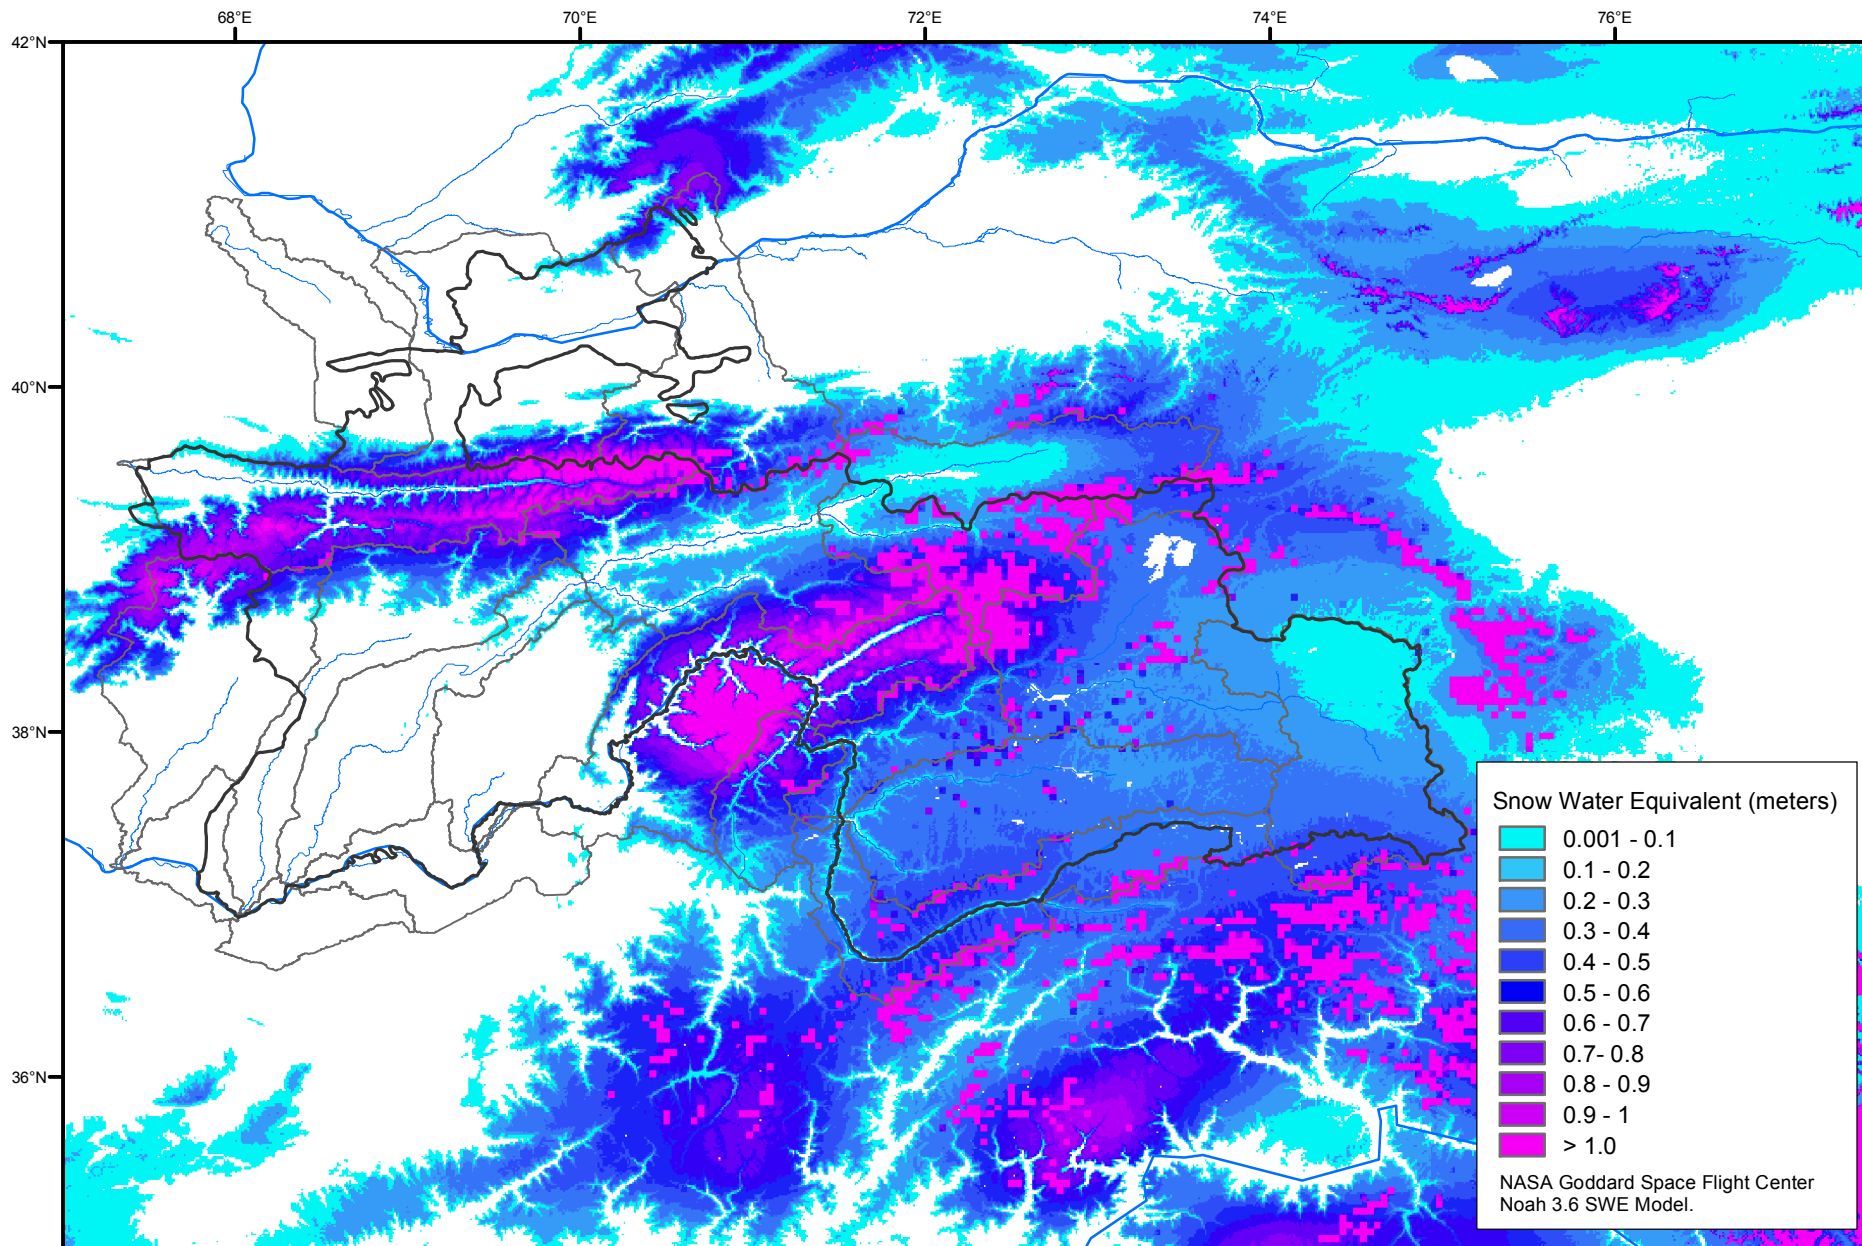 68°E
70°E
72°E
74°E
76°E
42°N
40°N
38°N
36°N
Snow Water Equivalent (meters)
0.001 - 0.1
0.1 - 0.2
0.2 - 0.3
0.3 - 0.4
0.4 - 0.5
0.5 - 0.6
0.6 - 0.7
0.7- 0.8
0.8 - 0.9
0.9 - 1
> 1.0
NASA Goddard Space Flight Center
Noah 3.6 SWE Model.